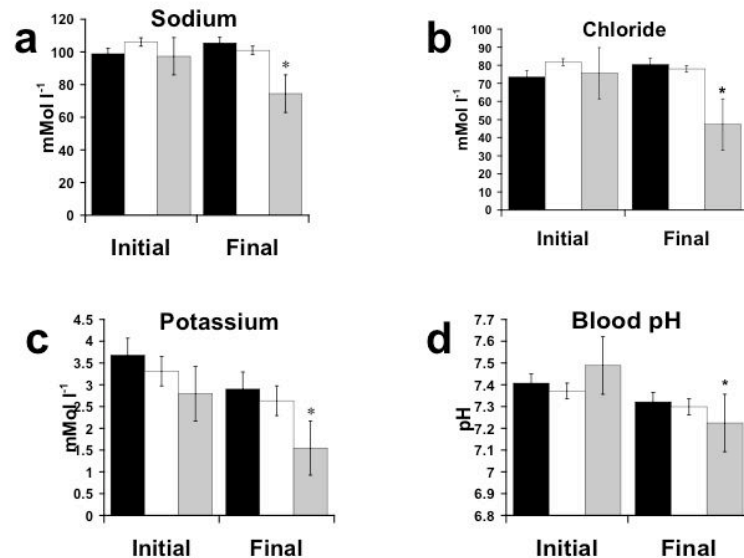 a
Sodium
120
100
80
60
40
20
0
mMol l⁻¹
*
Initial Final
b
Chloride
100
90
80
70
60
50
40
30
20
10
0
mMol l⁻¹
*
Initial Final
c
Potassium
4.5
4
3.5
3
2.5
2
1.5
1
0.5
0
mMol l⁻¹
*
Initial Final
d
Blood pH
7.7
7.6
7.5
7.4
7.3
7.2
7.1
7
6.9
6.8
pH
*
Initial Final